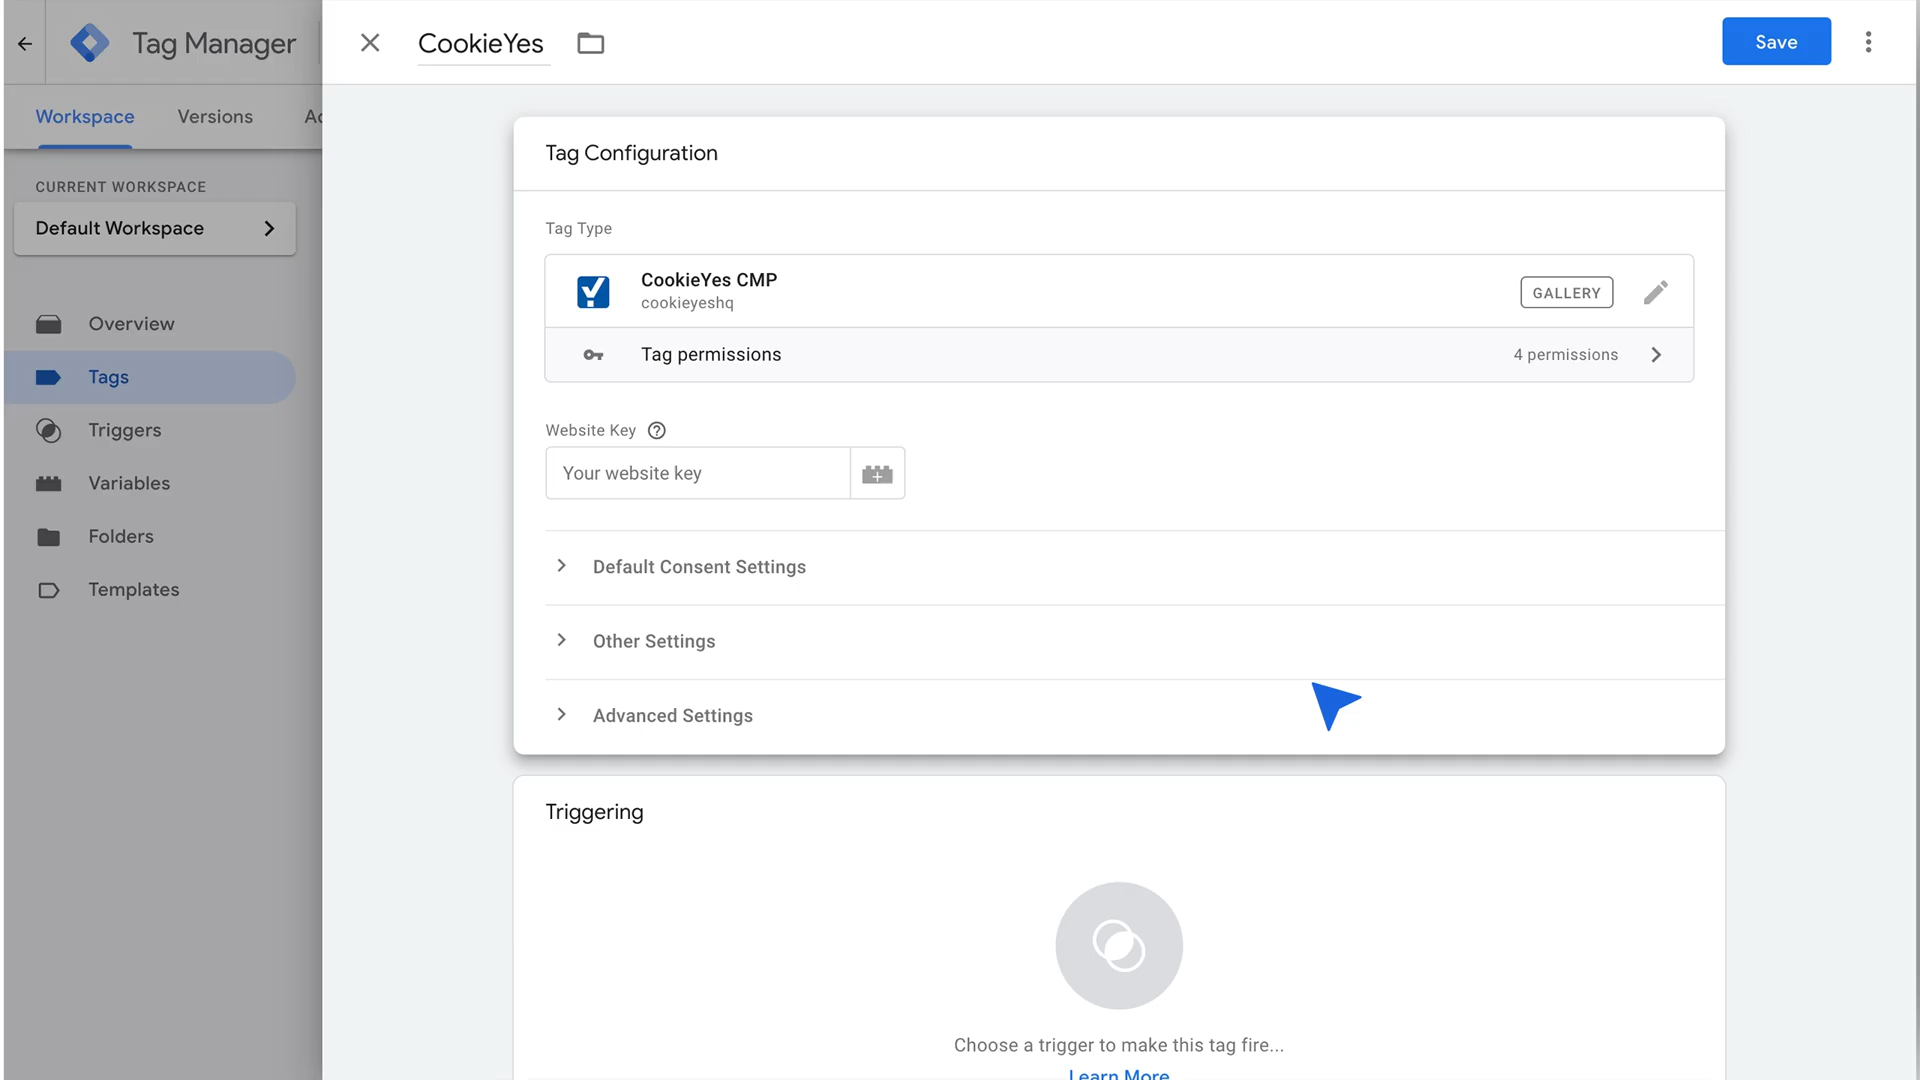 Tag Manager
CookieYes
Save
Workspace
Versions
CURRENT WORKSPACE
Default Workspace
Overview
Tags
Triggers
Variables
Folders
Templates
Tag Configuration
Tag Type
CookieYes CMP
cookieyeshq
GALLERY
Tag permissions
4 permissions
Website Key
Your website key
Default Consent Settings
Other Settings
Advanced Settings
Triggering
Choose a trigger to make this tag fire...
Learn More